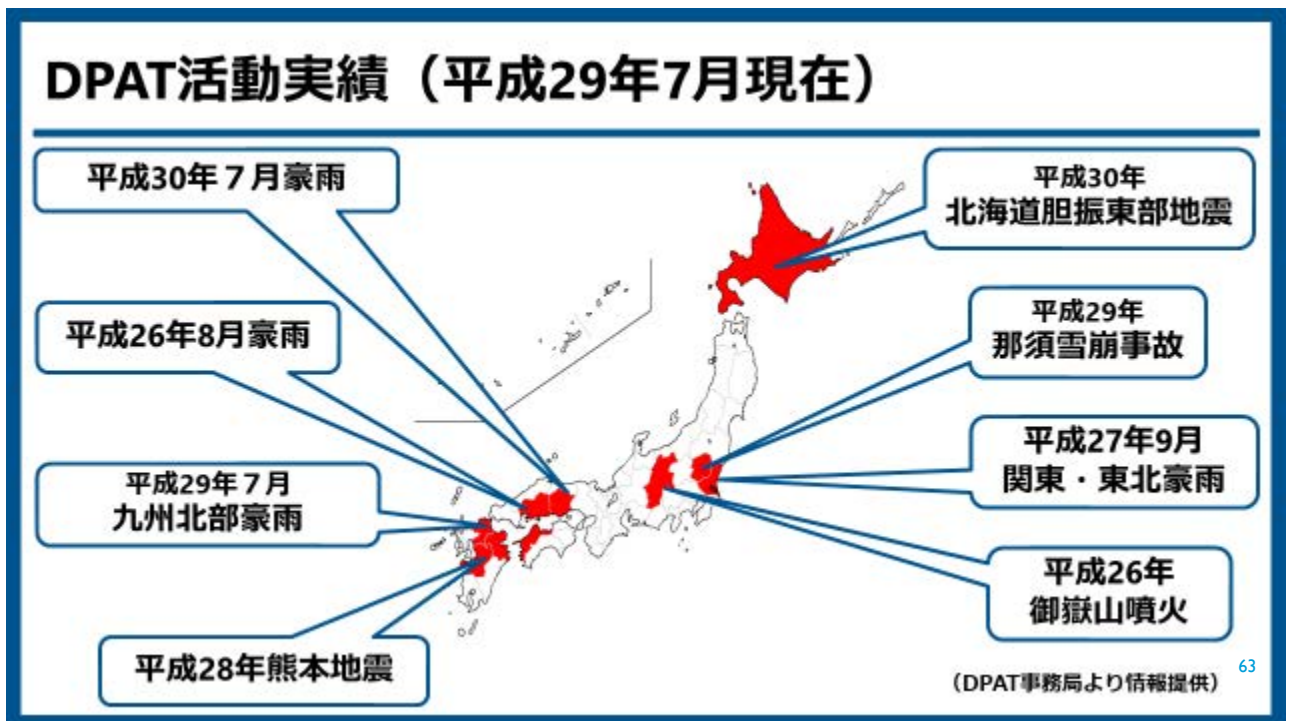 DPAT活動実績（平成29年7月現在）
平成30年７月豪雨
平成30年
北海道胆振東部地震
平成26年8月豪雨
平成29年
那須雪崩事故
平成29年７月
九州北部豪雨
平成27年9月
関東・東北豪雨
平成26年
御嶽山噴火
平成28年熊本地震
（DPAT事務局より情報提供）
63